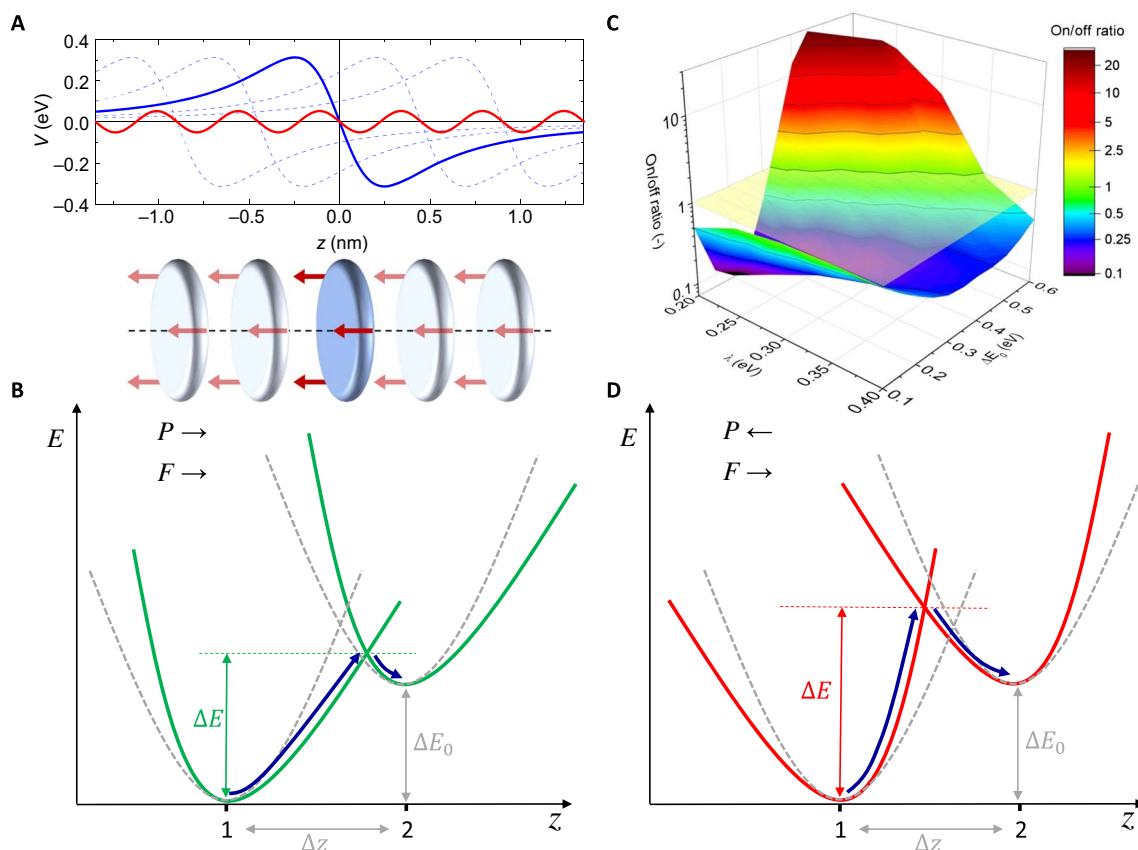 A
V (eV)
0.4
0.2
0.0
−0.2
−0.4
−1.0
−0.5
0.0
0.5
1.0
z (nm)
C
On/off ratio
20
10
5
2.5
1
0.5
0.25
0.1
On/off ratio (-)
10
1
0.1
0.20
0.25
0.30
0.35
0.40
λ (eV)
0.1
0.2
0.3
0.4
0.5
0.6
ΔE₀ (eV)
B
E
P →
F →
ΔE
ΔE₀
1
2
z
Δz
D
E
P ←
F →
ΔE
ΔE₀
1
2
z
Δz